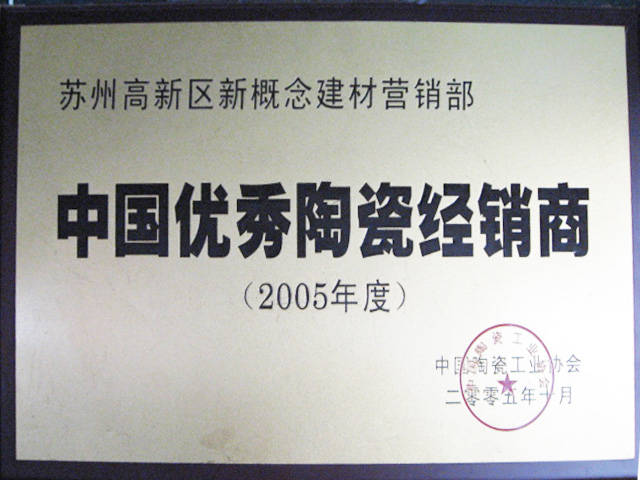 苏州高新区新概念建材营销部
中国优秀陶瓷经销商
（2005年度）
中国陶瓷工业协会
二零零五年十月